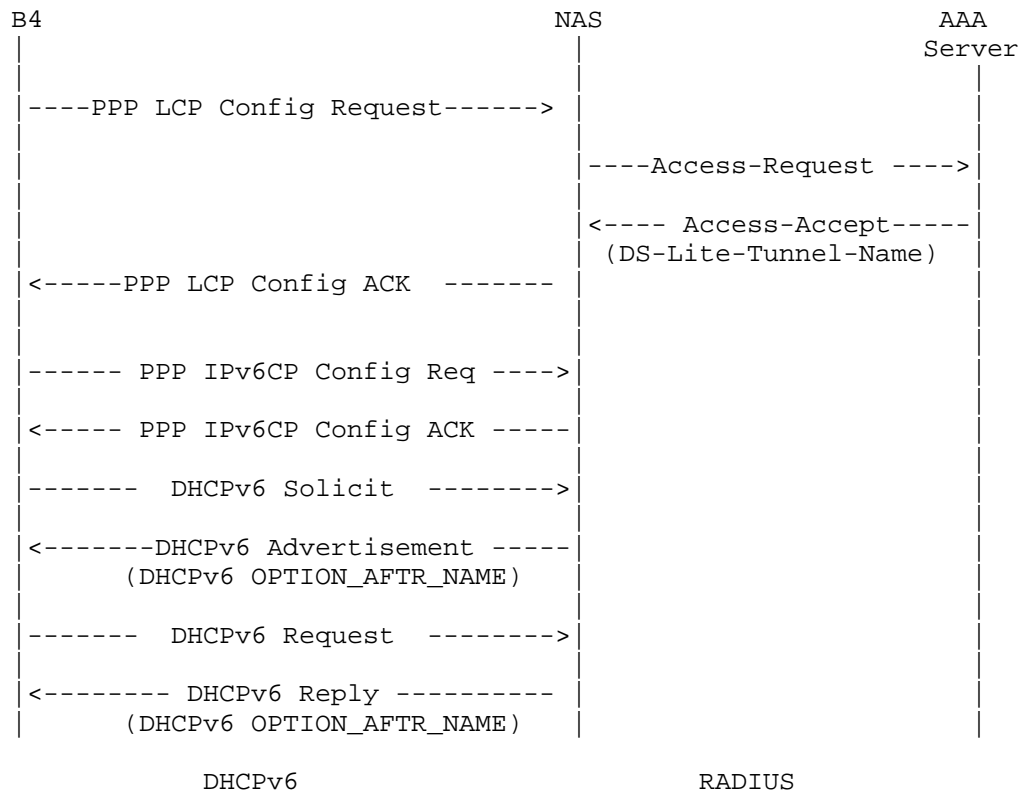 B4                                  NAS                     AAA
                                                           Server
----PPP LCP Config Request------>
----Access-Request ---->
<---- Access-Accept-----
(DS-Lite-Tunnel-Name)
<-----PPP LCP Config ACK  -------
------ PPP IPv6CP Config Req ---->
<----- PPP IPv6CP Config ACK -----
-------  DHCPv6 Solicit  -------->
<-------DHCPv6 Advertisement -----
(DHCPv6 OPTION_AFTR_NAME)
-------  DHCPv6 Request  -------->
<-------- DHCPv6 Reply ----------
(DHCPv6 OPTION_AFTR_NAME)
DHCPv6                         RADIUS